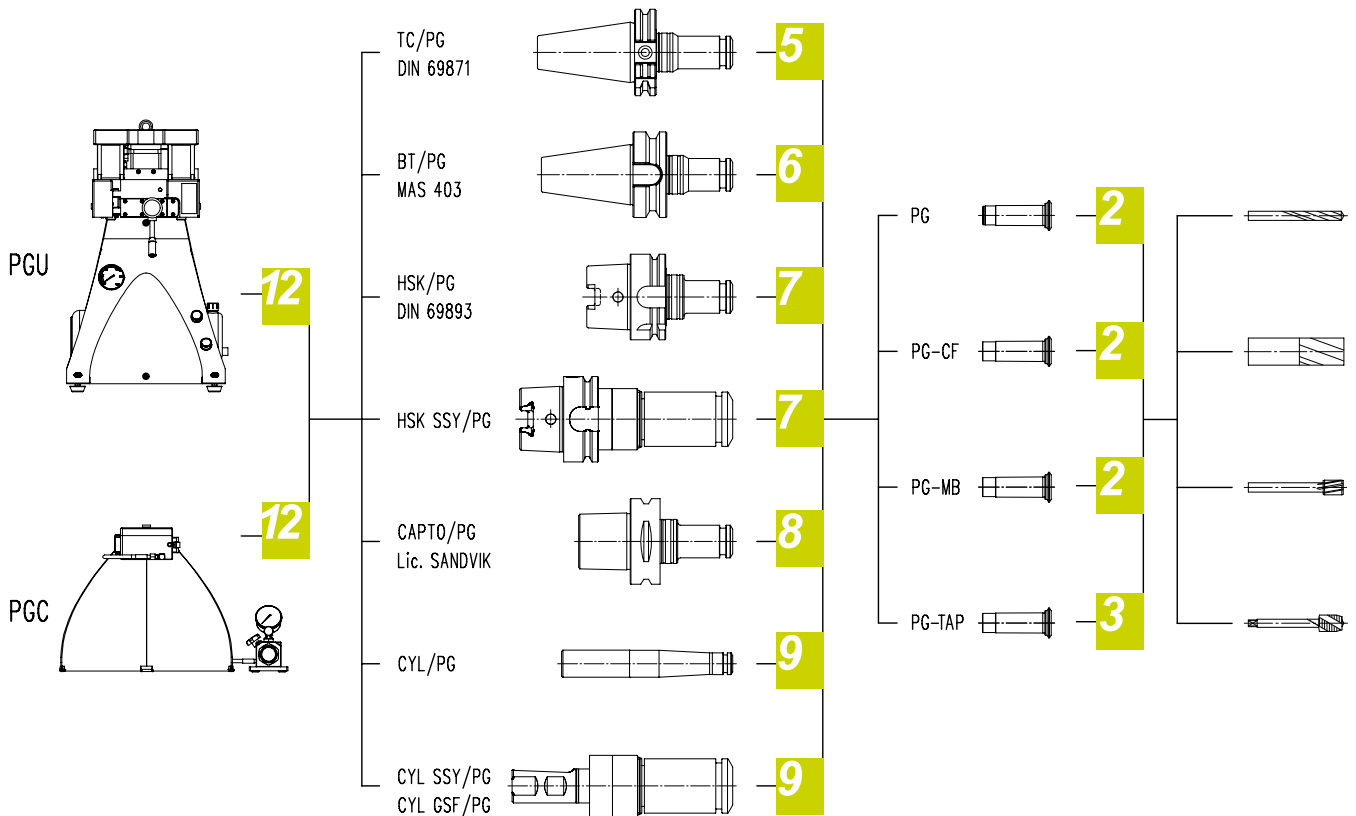 TC/PG
DIN 69871
5
BT/PG
MAS 403
6
PG
2
PGU
12
HSK/PG
DIN 69893
7
PG-CF
2
HSK SSY/PG
7
PG-MB
2
12
CAPTO/PG
Lic. SANDVIK
8
PGC
PG-TAP
3
CYL/PG
9
CYL SSY/PG
CYL GSF/PG
9